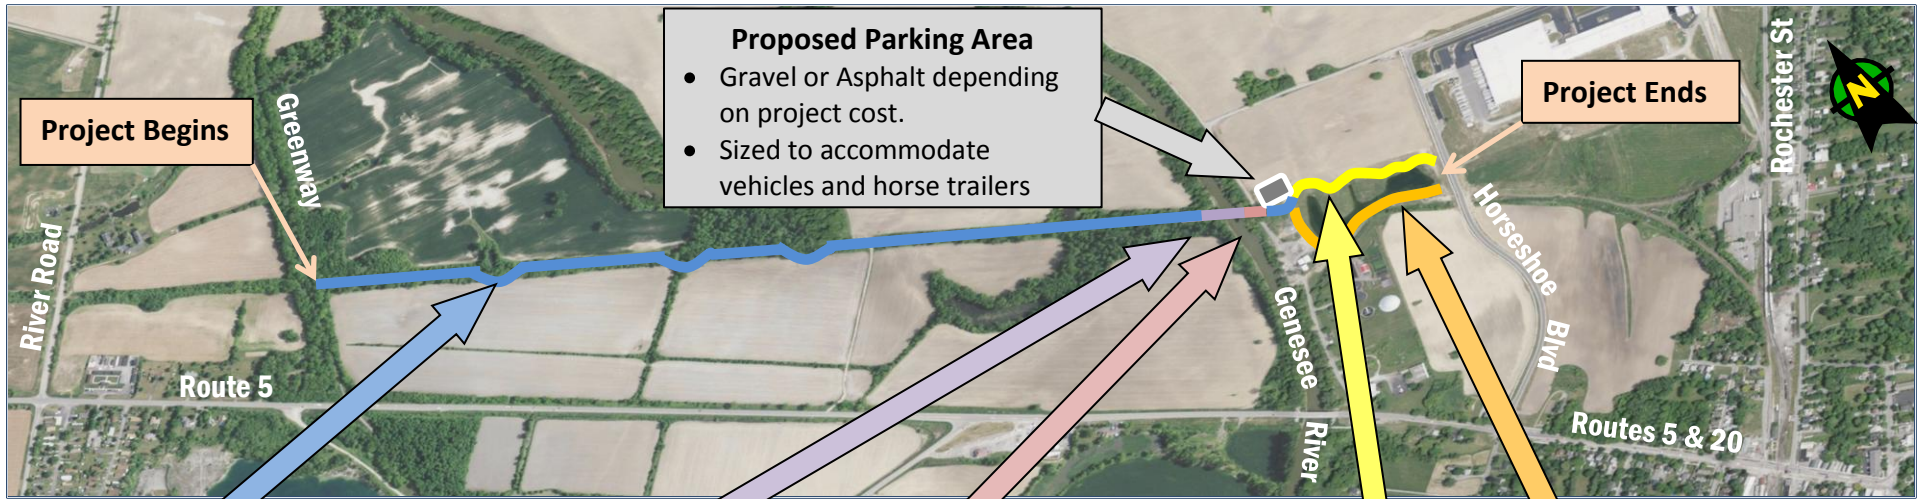 Proposed Parking Area
• Gravel or Asphalt depending
on project cost.
• Sized to accommodate
vehicles and horse trailers
Project Begins
Greenway
Project Ends
Rochester St
N
River Road
Horseshoe
Blvd
Genesee
River
Route 5
Routes 5 & 20